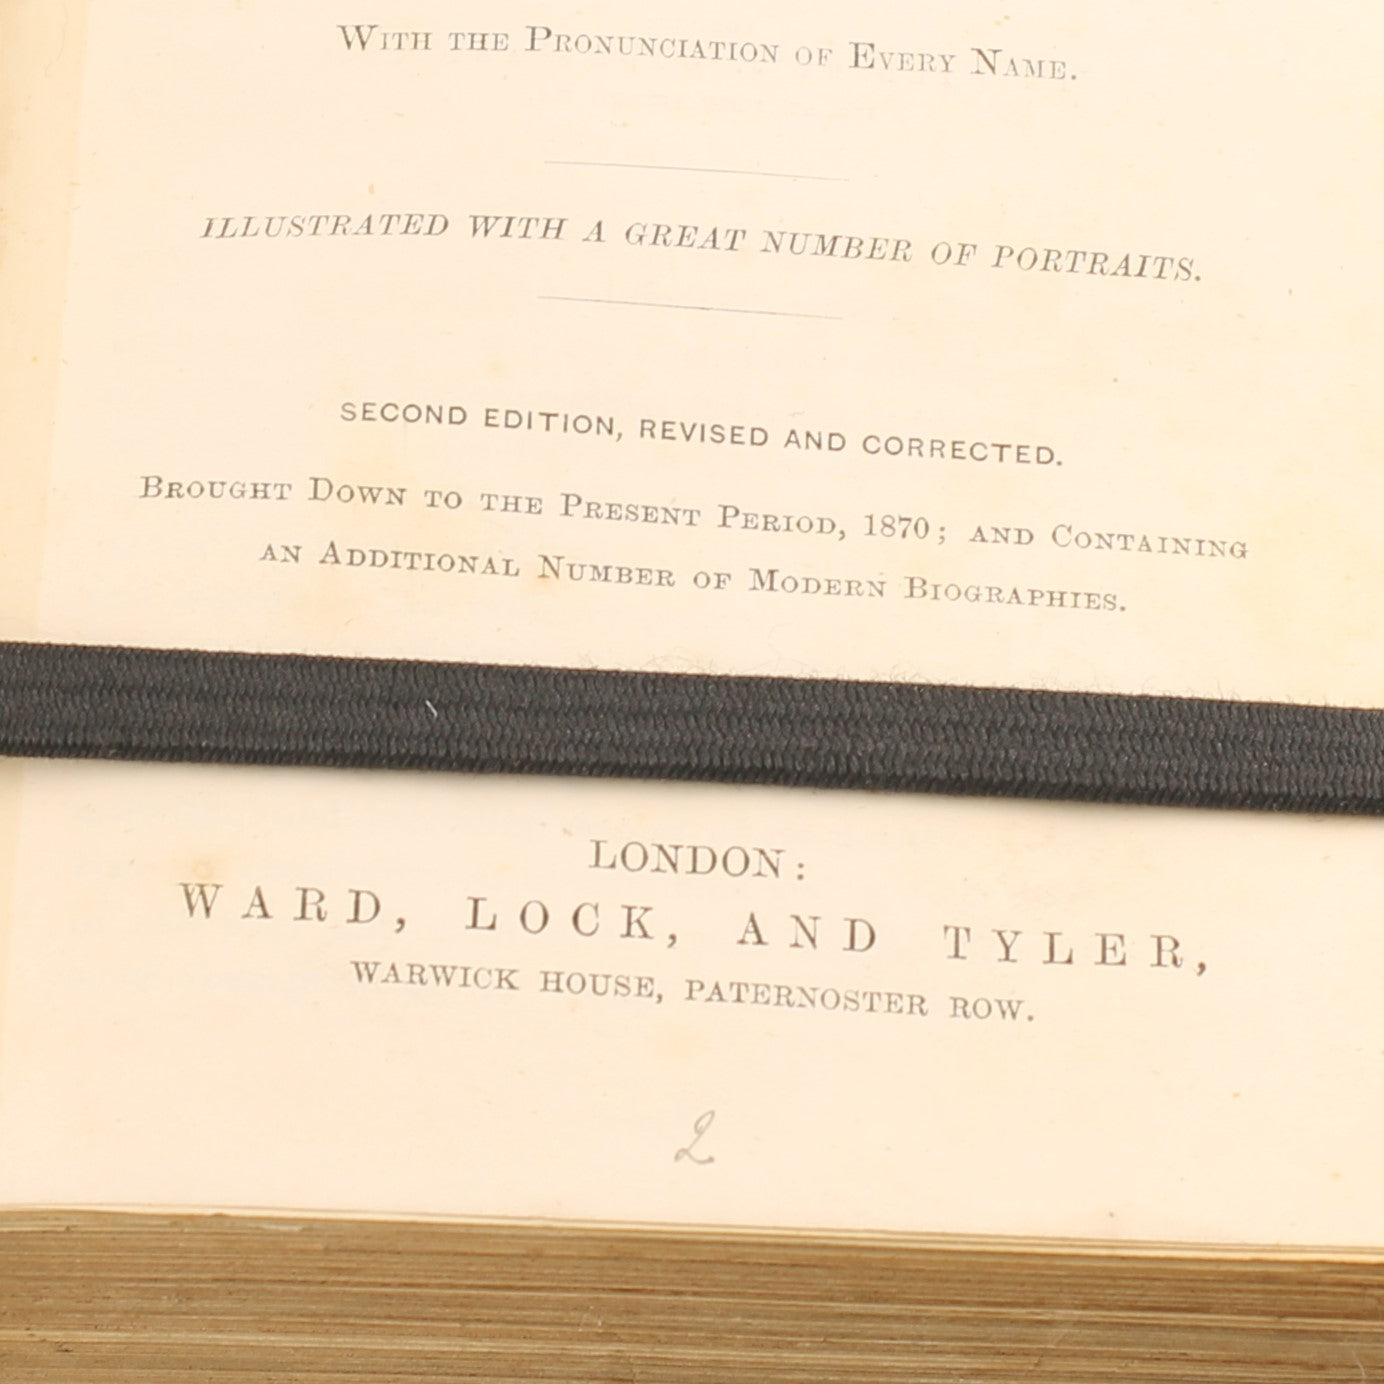 With the Pronunciation of Every Name.
ILLUSTRATED WITH A GREAT NUMBER OF PORTRAITS.
SECOND EDITION, REVISED AND CORRECTED.
Brought Down to the Present Period, 1870; and Containing
an Additional Number of Modern Biographies.
LONDON:
WARD, LOCK, AND TYLER,
WARWICK HOUSE, PATERNOSTER ROW.
2